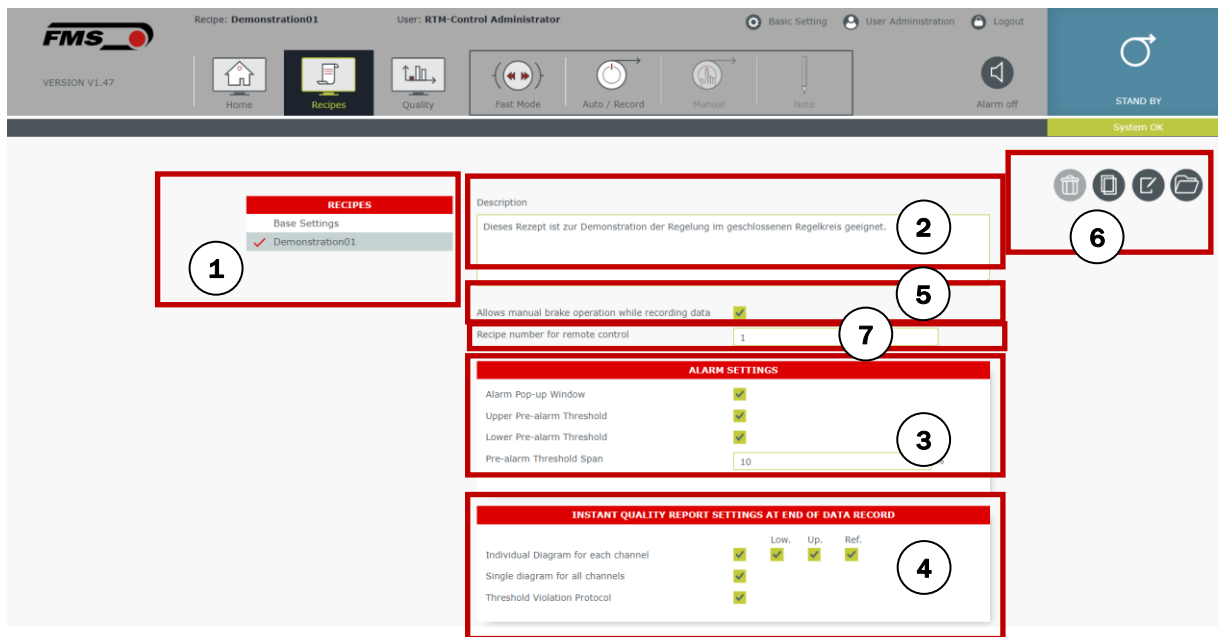 Recipe: Demonstration01
User: RTM-Control Administrator
Basic Setting
User Administration
Logout
FMS
VERSION V1.47
Home
Recipes
Quality
Fast Mode
Auto / Record
Manual
Note
Alarm off
STAND BY
System OK
RECIPES
Base Settings
Demonstration01
1
Description
Dieses Rezept ist zur Demonstration der Regelung im geschlossenen Regelkreis geeignet.
2
6
5
Allows manual brake operation while recording data
Recipe number for remote control
1
7
ALARM SETTINGS
Alarm Pop-up Window
Upper Pre-alarm Threshold
Lower Pre-alarm Threshold
Pre-alarm Threshold Span
10
3
INSTANT QUALITY REPORT SETTINGS AT END OF DATA RECORD
Low. Up. Ref.
Individual Diagram for each channel
Single diagram for all channels
Threshold Violation Protocol
4